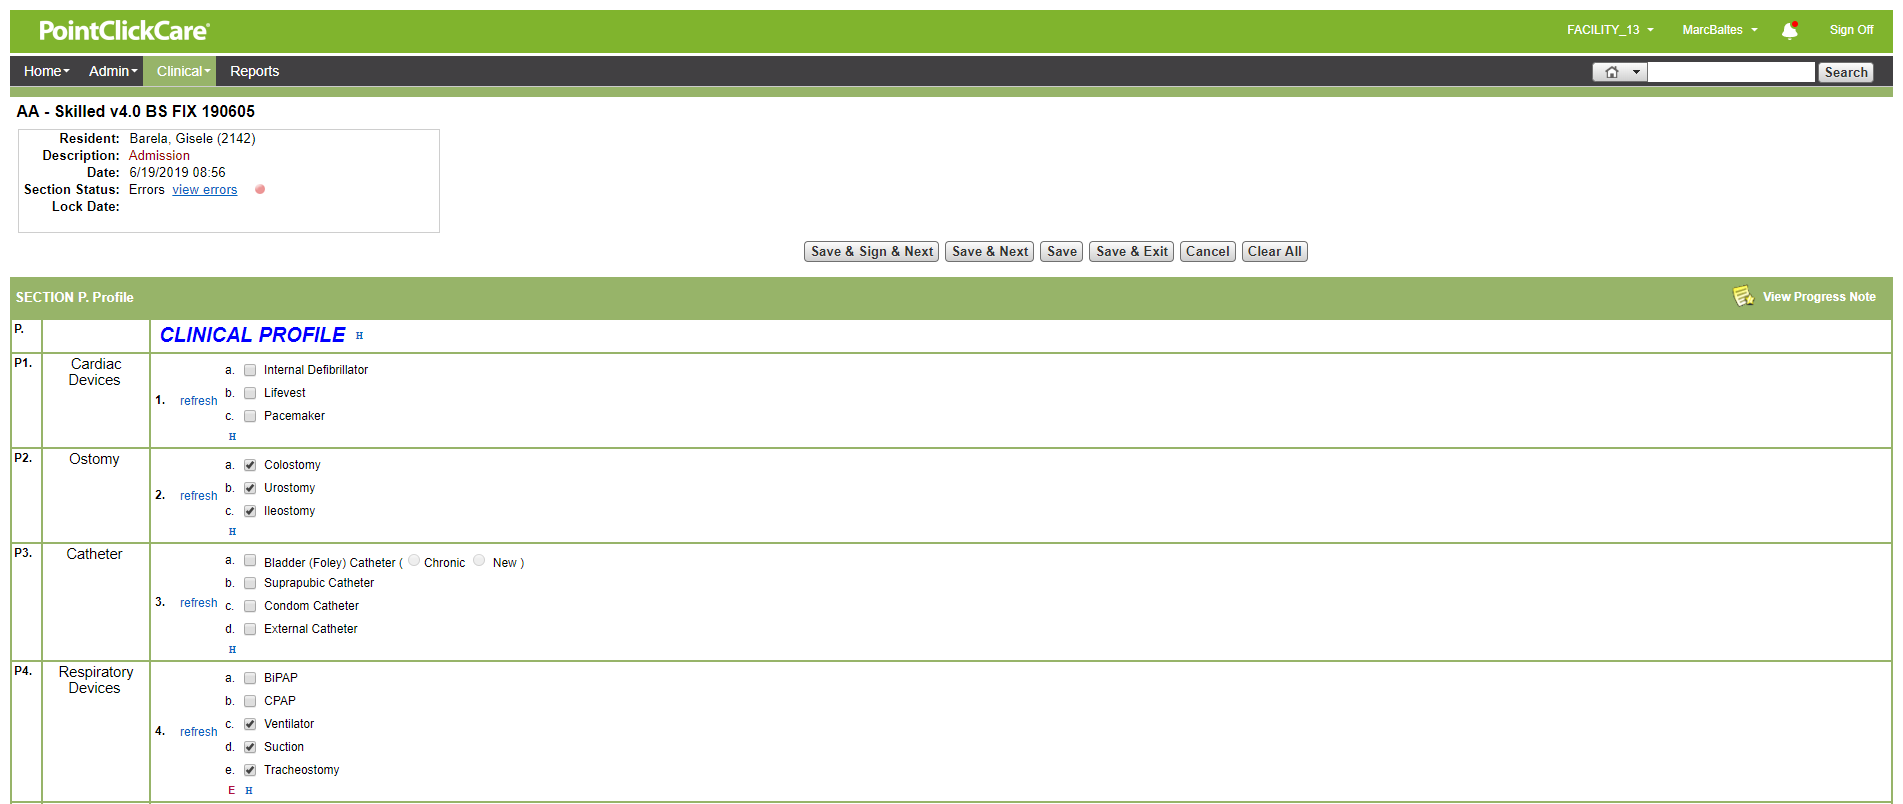 PointClickCare®
FACILITY_13 MarcBaltes Sign Off
Home Admin Clinical Reports Search
AA - Skilled v4.0 BS FIX 190605
Resident: Barela, Gisele (2142)
Description: Admission
Date: 6/19/2019 08:56
Section Status: Errors view errors
Lock Date:
Save & Sign & Next Save & Next Save Save & Exit Cancel Clear All
SECTION P. Profile View Progress Note
P. CLINICAL PROFILE H
P1. Cardiac Devices
1. refresh
a. Internal Defibrillator
b. Lifevest
c. Pacemaker
H
P2. Ostomy
2. refresh
a. Colostomy
b. Urostomy
c. Ileostomy
H
P3. Catheter
3. refresh
a. Bladder (Foley) Catheter ( Chronic New )
b. Suprapubic Catheter
c. Condom Catheter
d. External Catheter
H
P4. Respiratory Devices
4. refresh
a. BiPAP
b. CPAP
c. Ventilator
d. Suction
e. Tracheostomy
E H